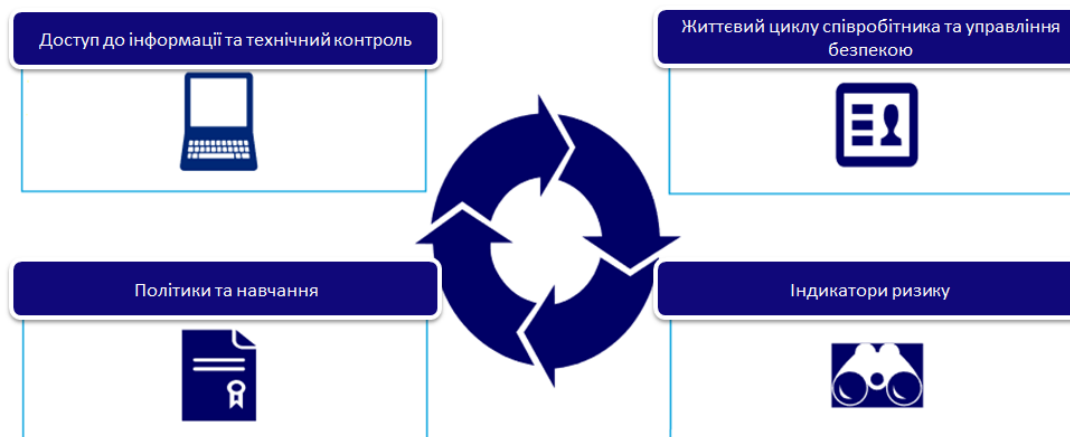 Доступ до інформації та технічний контроль
Життєвий циклу співробітника та управління
безпекою
Політики та навчання
Індикатори ризику